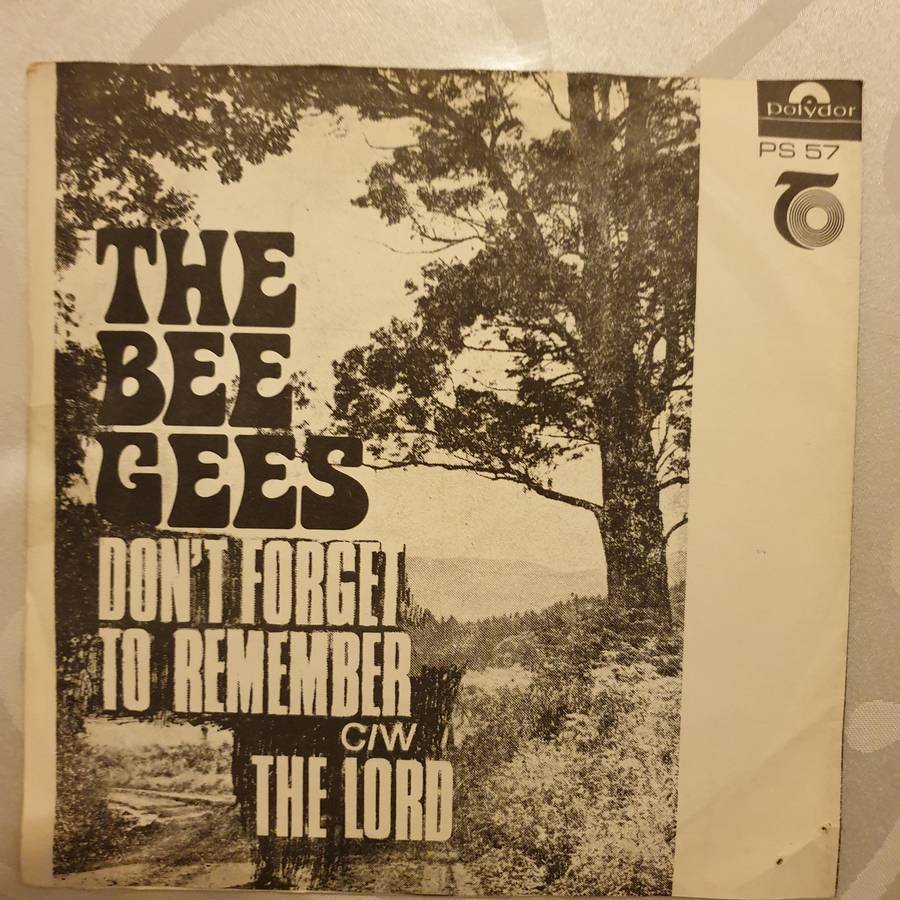 polydor
PS 57
THE
BEE
GEES
DON'T FORGET
TO REMEMBER
C/W
THE LORD